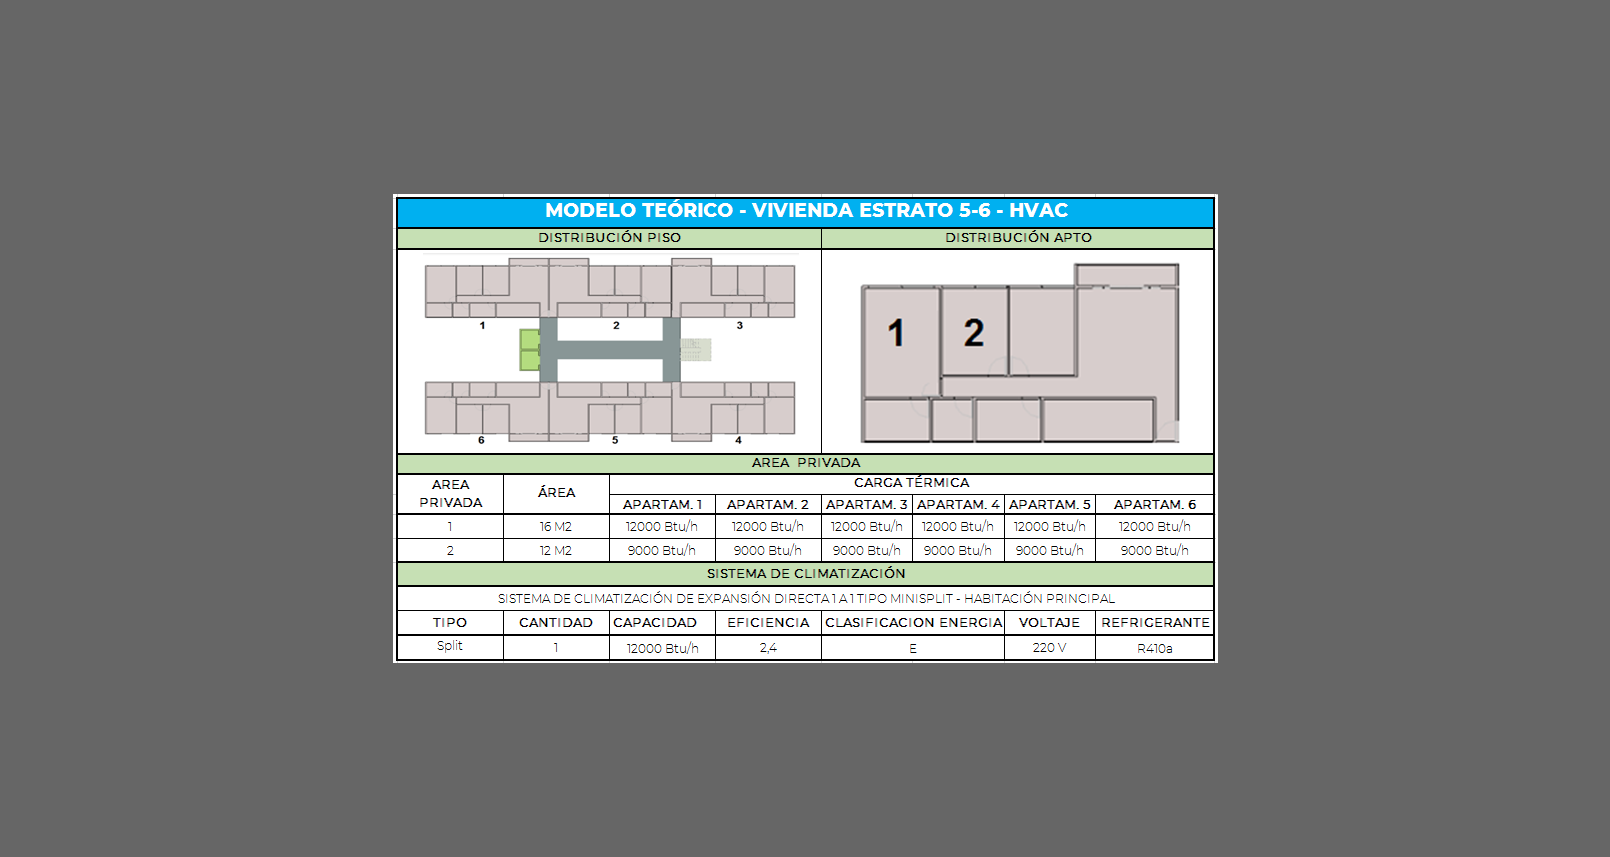 MODELO TEÓRICO - VIVIENDA ESTRATO 5-6 - HVAC
DISTRIBUCIÓN PISO DISTRIBUCIÓN APTO
1 2 3
6 5 4
1 2
AREA PRIVADA
AREA PRIVADA ÁREA CARGA TÉRMICA
APARTAM. 1 APARTAM. 2 APARTAM. 3 APARTAM. 4 APARTAM. 5 APARTAM. 6
1 16 M2 12000 Btu/h 12000 Btu/h 12000 Btu/h 12000 Btu/h 12000 Btu/h 12000 Btu/h
2 12 M2 9000 Btu/h 9000 Btu/h 9000 Btu/h 9000 Btu/h 9000 Btu/h 9000 Btu/h
SISTEMA DE CLIMATIZACIÓN
SISTEMA DE CLIMATIZACIÓN DE EXPANSIÓN DIRECTA 1 A 1 TIPO MINISPLIT - HABITACIÓN PRINCIPAL
TIPO CANTIDAD CAPACIDAD EFICIENCIA CLASIFICACION ENERGIA VOLTAJE REFRIGERANTE
Split 1 12000 Btu/h 2,4 E 220 V R410a